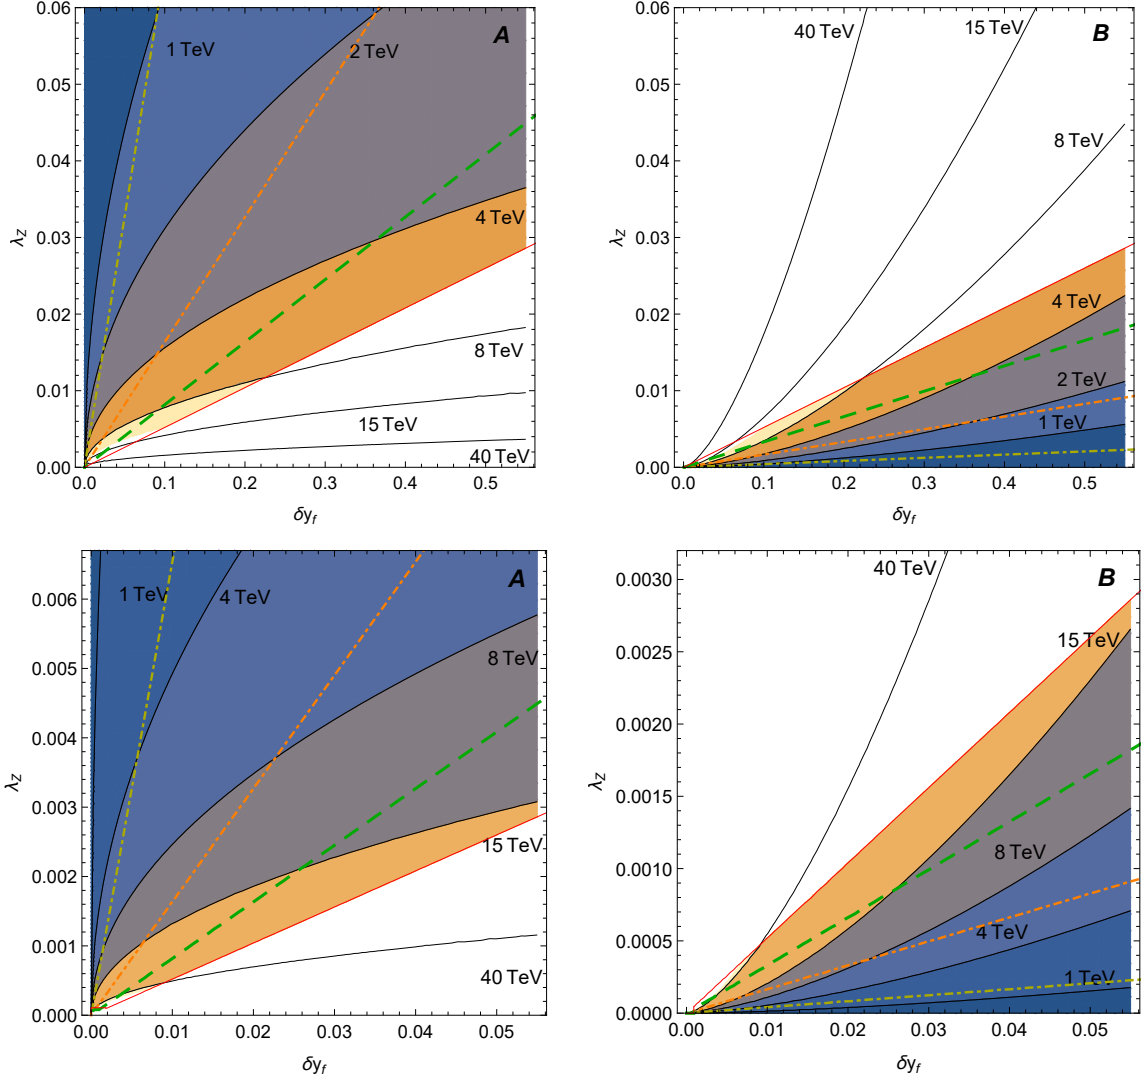 A
1 TeV
2 TeV
4 TeV
8 TeV
15 TeV
40 TeV
0.06
0.05
0.04
0.03
0.02
0.01
0.00
λZ
0.0 0.1 0.2 0.3 0.4 0.5
δyf
B
40 TeV
15 TeV
8 TeV
4 TeV
2 TeV
1 TeV
0.06
0.05
0.04
0.03
0.02
0.01
0.00
λZ
0.0 0.1 0.2 0.3 0.4 0.5
δyf
A
1 TeV
4 TeV
8 TeV
15 TeV
40 TeV
0.006
0.005
0.004
0.003
0.002
0.001
0.000
λZ
0.00 0.01 0.02 0.03 0.04 0.05
δyf
B
40 TeV
15 TeV
8 TeV
4 TeV
1 TeV
0.0030
0.0025
0.0020
0.0015
0.0010
0.0005
0.0000
λZ
0.00 0.01 0.02 0.03 0.04 0.05
δyf